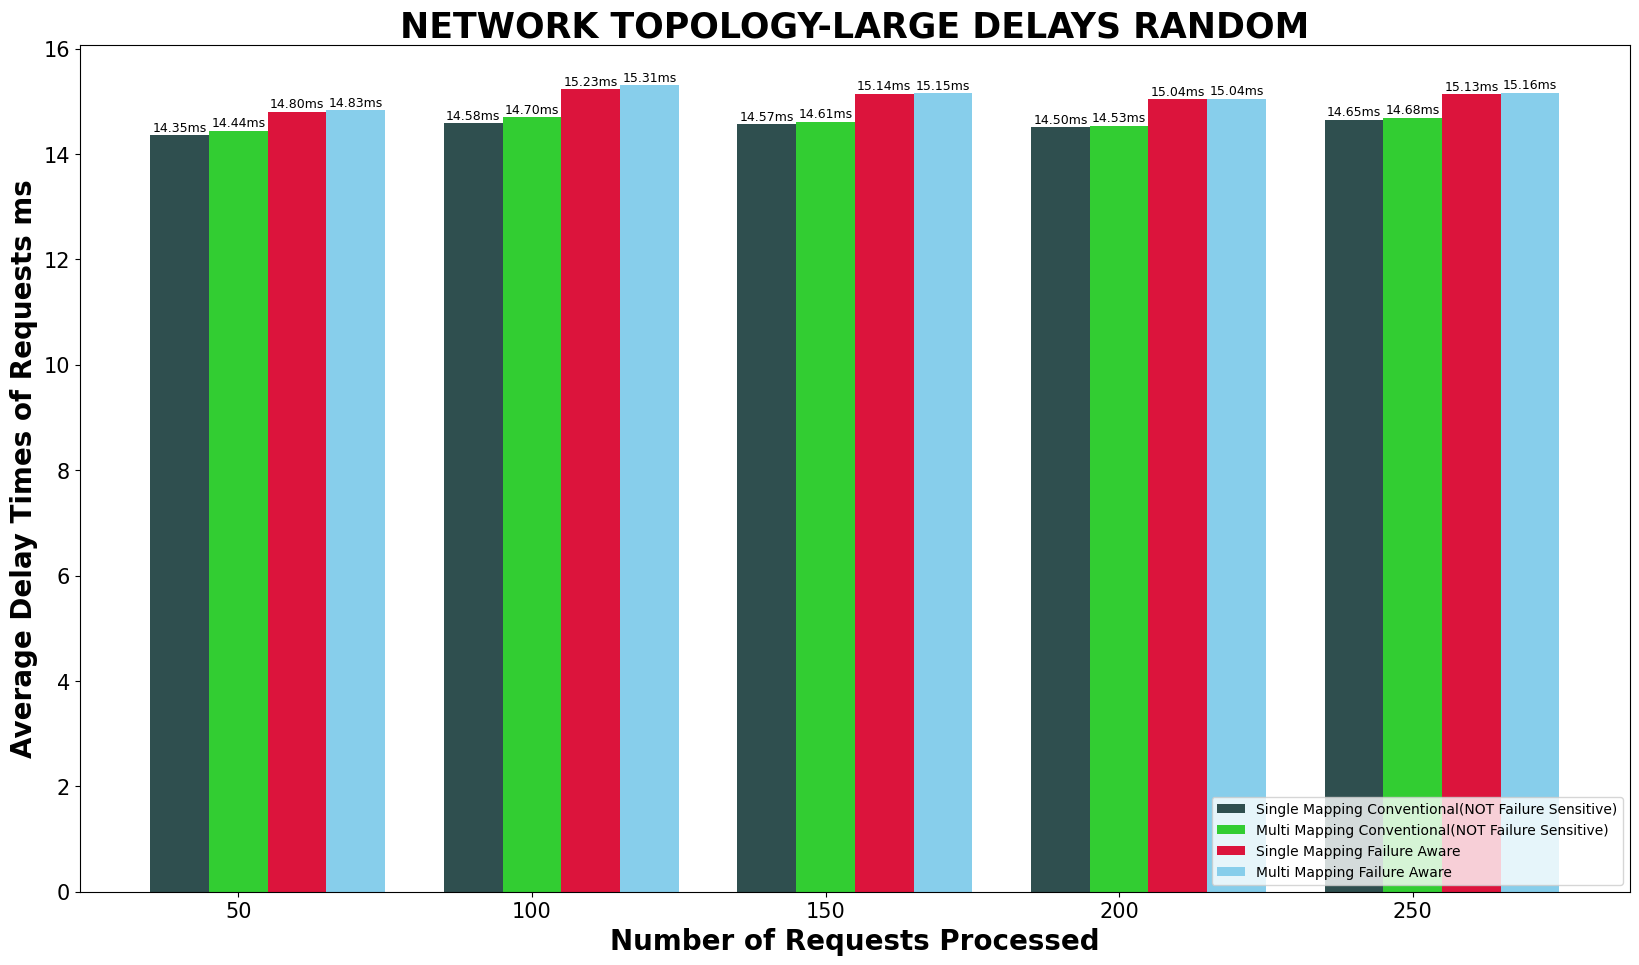 NETWORK TOPOLOGY-LARGE DELAYS RANDOM
Average Delay Times of Requests ms
16
14
12
10
8
6
4
2
0
14.35ms
14.44ms
14.80ms
14.83ms
14.58ms
14.70ms
15.23ms
15.31ms
14.57ms
14.61ms
15.14ms
15.15ms
14.50ms
14.53ms
15.04ms
15.04ms
14.65ms
14.68ms
15.13ms
15.16ms
Single Mapping Conventional(NOT Failure Sensitive)
Multi Mapping Conventional(NOT Failure Sensitive)
Single Mapping Failure Aware
Multi Mapping Failure Aware
50
100
150
200
250
Number of Requests Processed